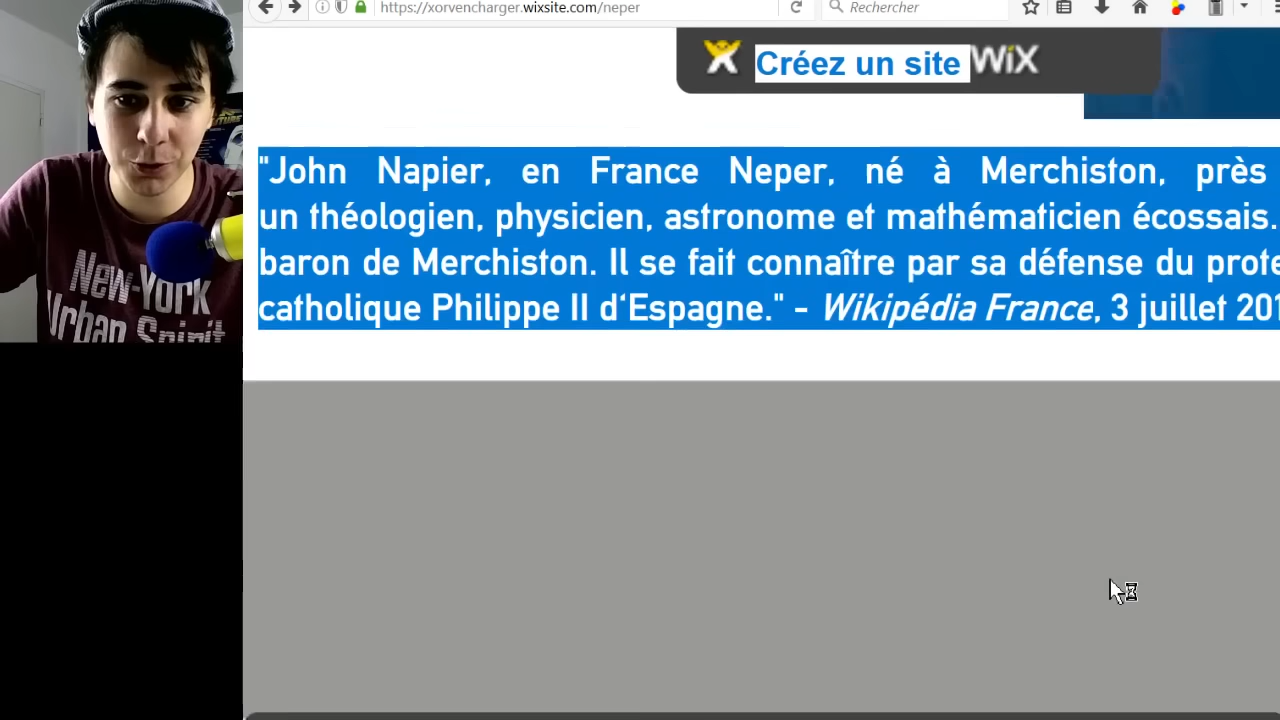 https://xorvencharger.wixsite.com/neper
Rechercher
Créez un site WiX
"John Napier, en France Neper, né à Merchiston, près
un théologien, physicien, astronome et mathématicien écossais.
baron de Merchiston. Il se fait connaître par sa défense du
catholique Philippe II d‘Espagne." - Wikipédia France, 3 juillet
New-York
Urban Spirit